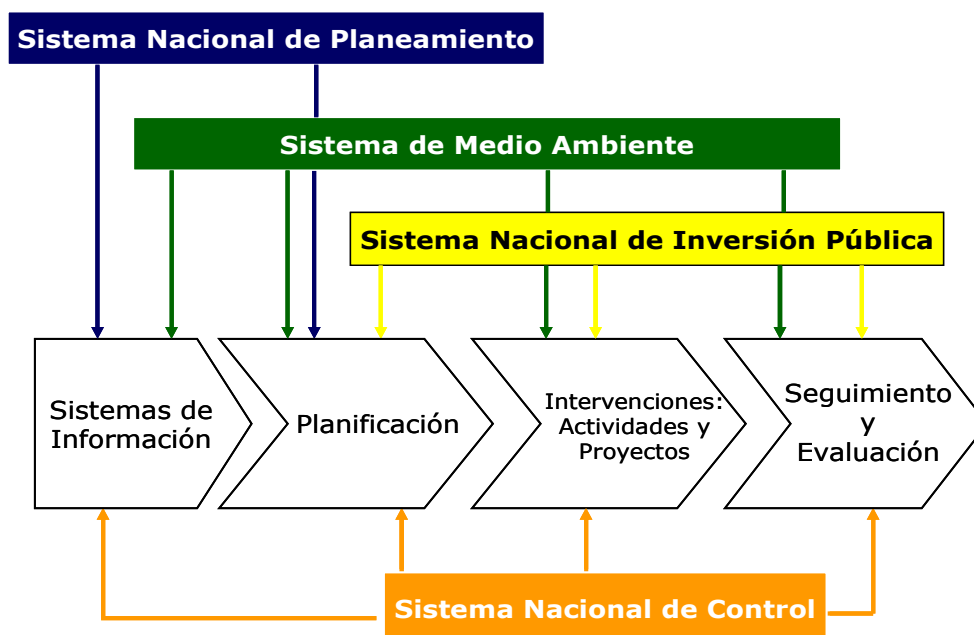 Sistema Nacional de Planeamiento
Sistema de Medio Ambiente
Sistema Nacional de Inversión Pública
Sistemas de
Información
Planificación
Intervenciones:
Actividades y
Proyectos
Seguimiento
y
Evaluación
Sistema Nacional de Control